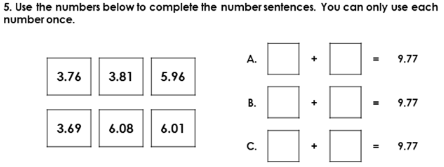 5. Use the numbers below to complete the number sentences. You can only use each
number once.
A. + = 9.77
3.76 3.81 5.96
B. + = 9.77
3.69 6.08 6.01
C. + = 9.77